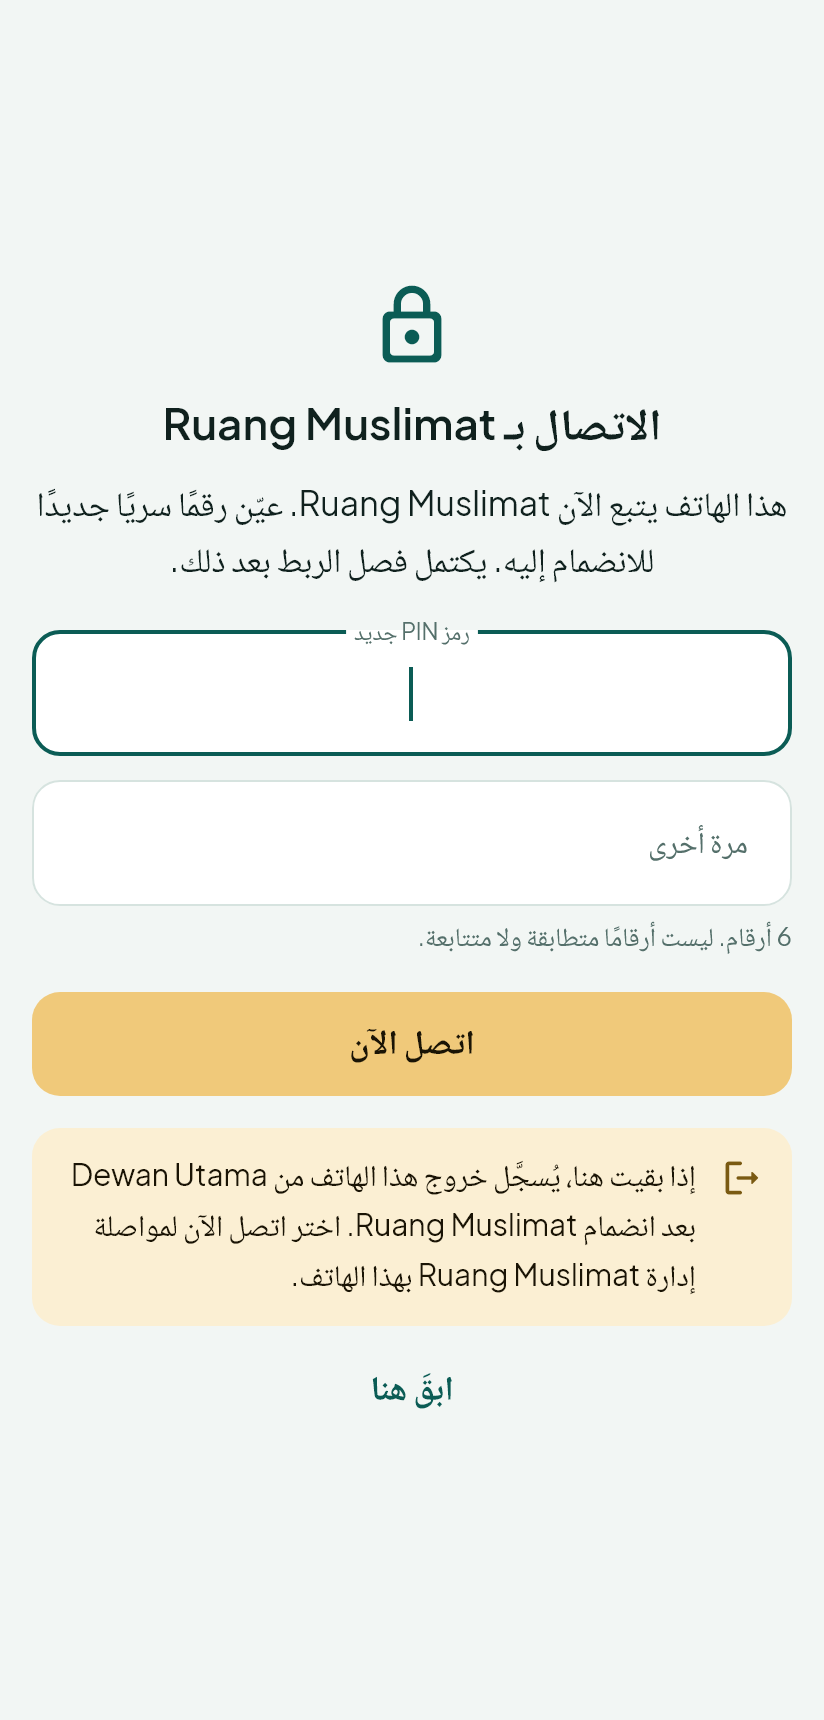 الاتصال بـ Ruang Muslimat
هذا الهاتف يتبع الآن Ruang Muslimat. عيّن رقمًا سريًا جديدًا
للانضمام إليه. يكتمل فصل الربط بعد ذلك.
رمز PIN جديد
مرة أخرى
6 أرقام. ليست أرقامًا متطابقة ولا متتابعة.
اتصل الآن
إذا بقيت هنا، يُسجَّل خروج هذا الهاتف من Dewan Utama
بعد انضمام Ruang Muslimat. اختر اتصل الآن لمواصلة
إدارة Ruang Muslimat بهذا الهاتف.
ابقَ هنا